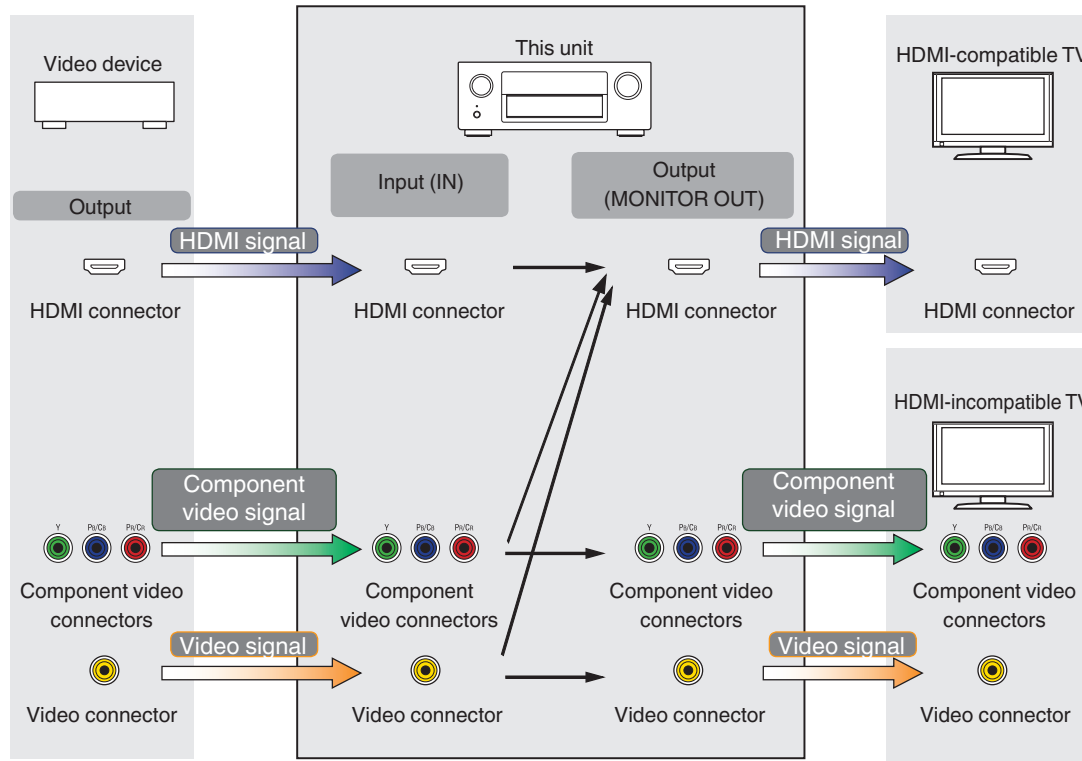 Video device
This unit
HDMI-compatible TV
Output
Input (IN)
Output
(MONITOR OUT)
HDMI signal
HDMI signal
HDMI connector
HDMI connector
HDMI connector
HDMI connector
HDMI-incompatible TV
Component
video signal
Component
video signal
Y PB/CB PR/CR
Y PB/CB PR/CR
Y PB/CB PR/CR
Y PB/CB PR/CR
Component video
connectors
Component
video connectors
Component video
connectors
Component video
connectors
Video signal
Video signal
Video connector
Video connector
Video connector
Video connector